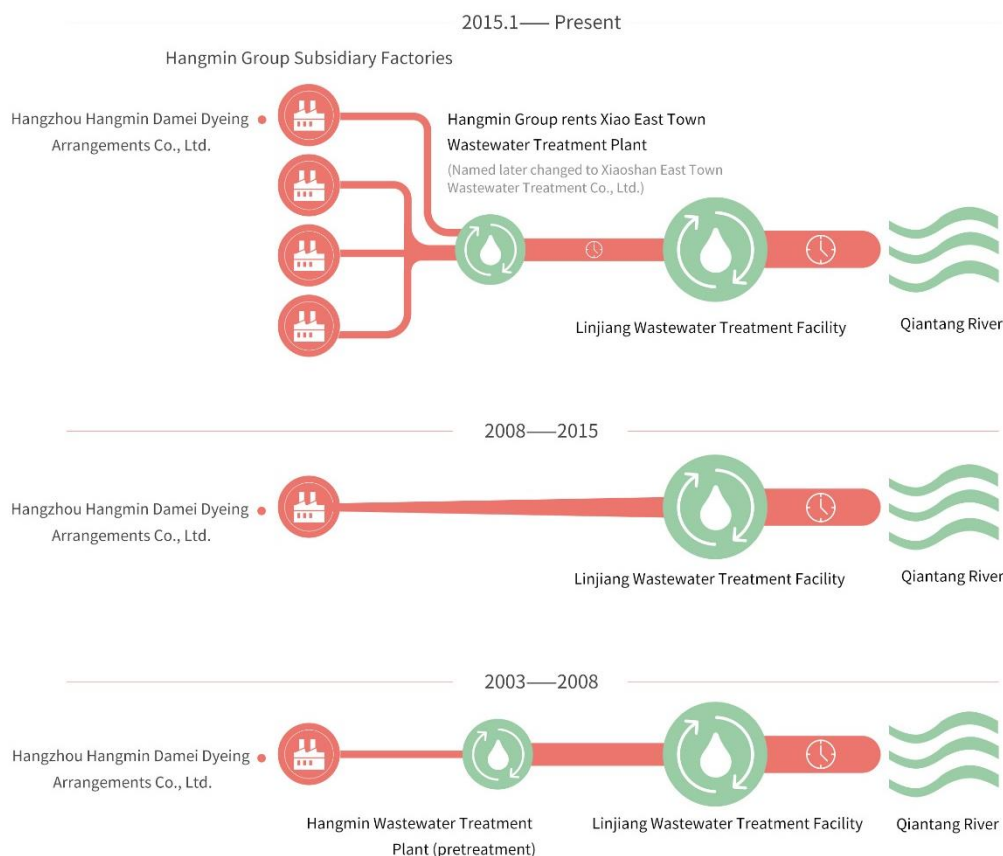 2015.1—— Present
Hangmin Group Subsidiary Factories
Hangzhou Hangmin Damei Dyeing
Arrangements Co., Ltd.
Hangmin Group rents Xiao East Town
Wastewater Treatment Plant
(Named later changed to Xiaoshan East Town
Wastewater Treatment Co., Ltd.)
Linjiang Wastewater Treatment Facility
Qiantang River
2008——2015
Hangzhou Hangmin Damei Dyeing
Arrangements Co., Ltd.
Linjiang Wastewater Treatment Facility
Qiantang River
2003——2008
Hangzhou Hangmin Damei Dyeing
Arrangements Co., Ltd.
Hangmin Wastewater Treatment
Plant (pretreatment)
Linjiang Wastewater Treatment Facility
Qiantang River